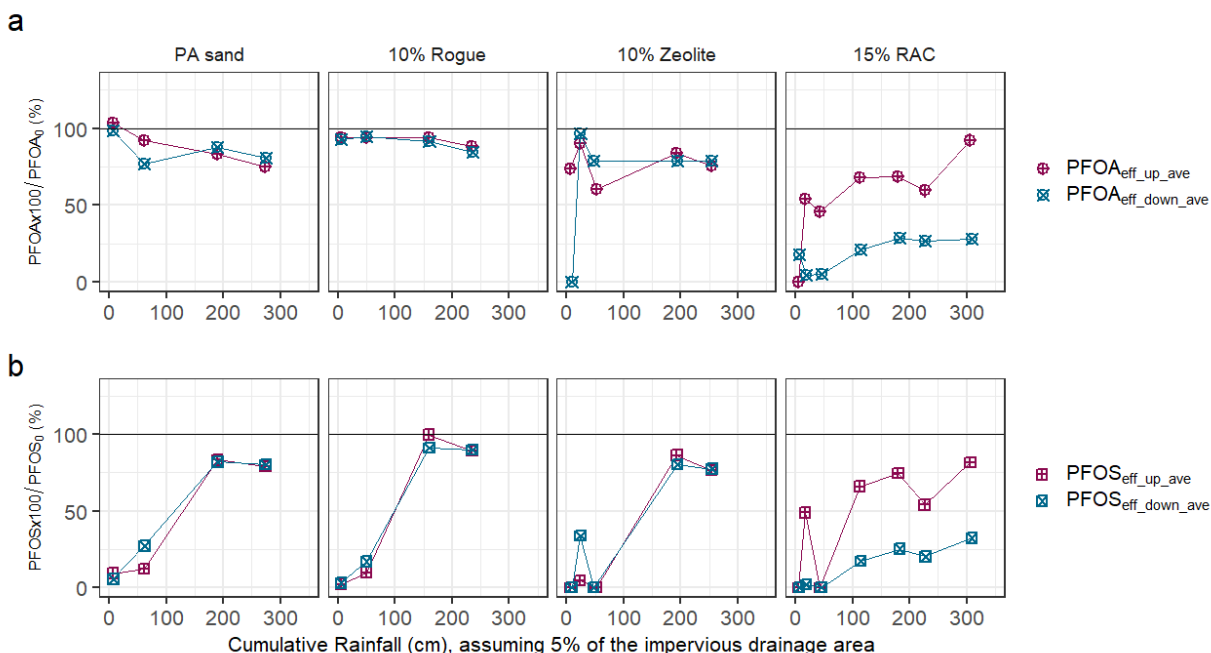 a
PA sand
10% Rogue
10% Zeolite
15% RAC
PFOAx100/PFOA0 (%)
100
50
0
0 100 200 300
0 100 200 300
0 100 200 300
0 100 200 300
PFOAeff_up_ave
PFOAeff_down_ave
b
PFOSx100/PFOS0 (%)
100
50
0
0 100 200 300
0 100 200 300
0 100 200 300
0 100 200 300
PFOSeff_up_ave
PFOSeff_down_ave
Cumulative Rainfall (cm), assuming 5% of the impervious drainage area